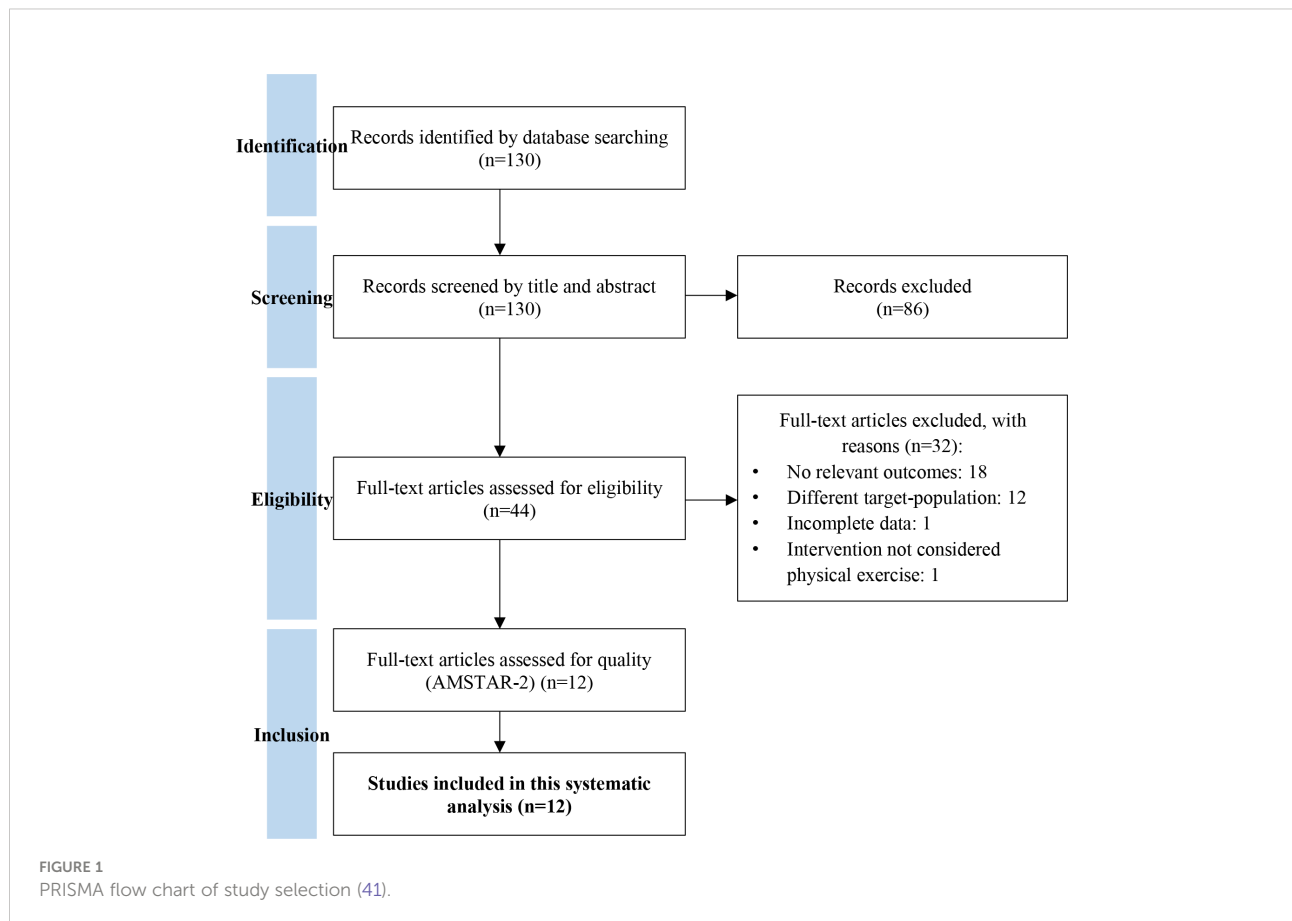 Identification
Records identified by database searching
(n=130)
Screening
Records screened by title and abstract
(n=130)
Records excluded
(n=86)
Eligibility
Full-text articles assessed for eligibility
(n=44)
Full-text articles excluded, with
reasons (n=32):
• No relevant outcomes: 18
• Different target-population: 12
• Incomplete data: 1
• Intervention not considered
physical exercise: 1
Inclusion
Full-text articles assessed for quality
(AMSTAR-2) (n=12)
Studies included in this systematic
analysis (n=12)
FIGURE 1
PRISMA flow chart of study selection (41).